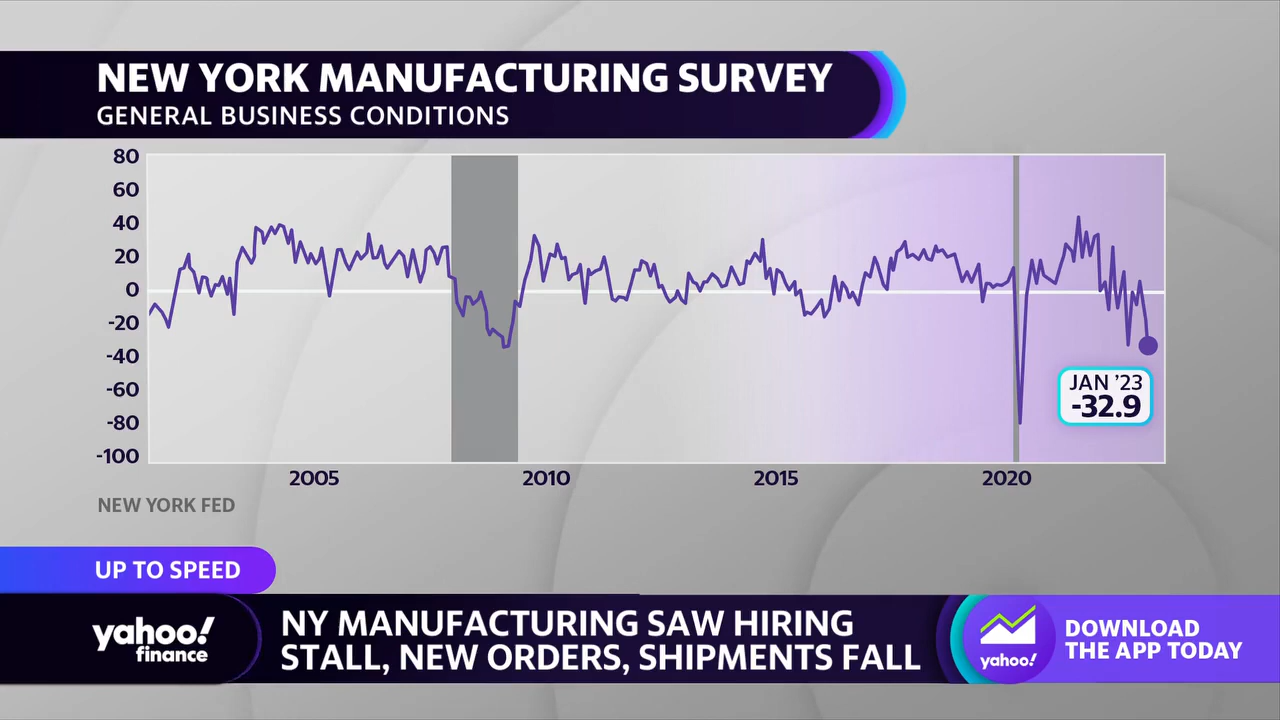 NEW YORK MANUFACTURING SURVEY
GENERAL BUSINESS CONDITIONS
80
60
40
20
0
-20
-40
-60
-80
-100
JAN ’23
-32.9
2005 2010 2015 2020
NEW YORK FED
UP TO SPEED
yahoo!
finance
NY MANUFACTURING SAW HIRING
STALL, NEW ORDERS, SHIPMENTS FALL
yahoo!
DOWNLOAD
THE APP TODAY